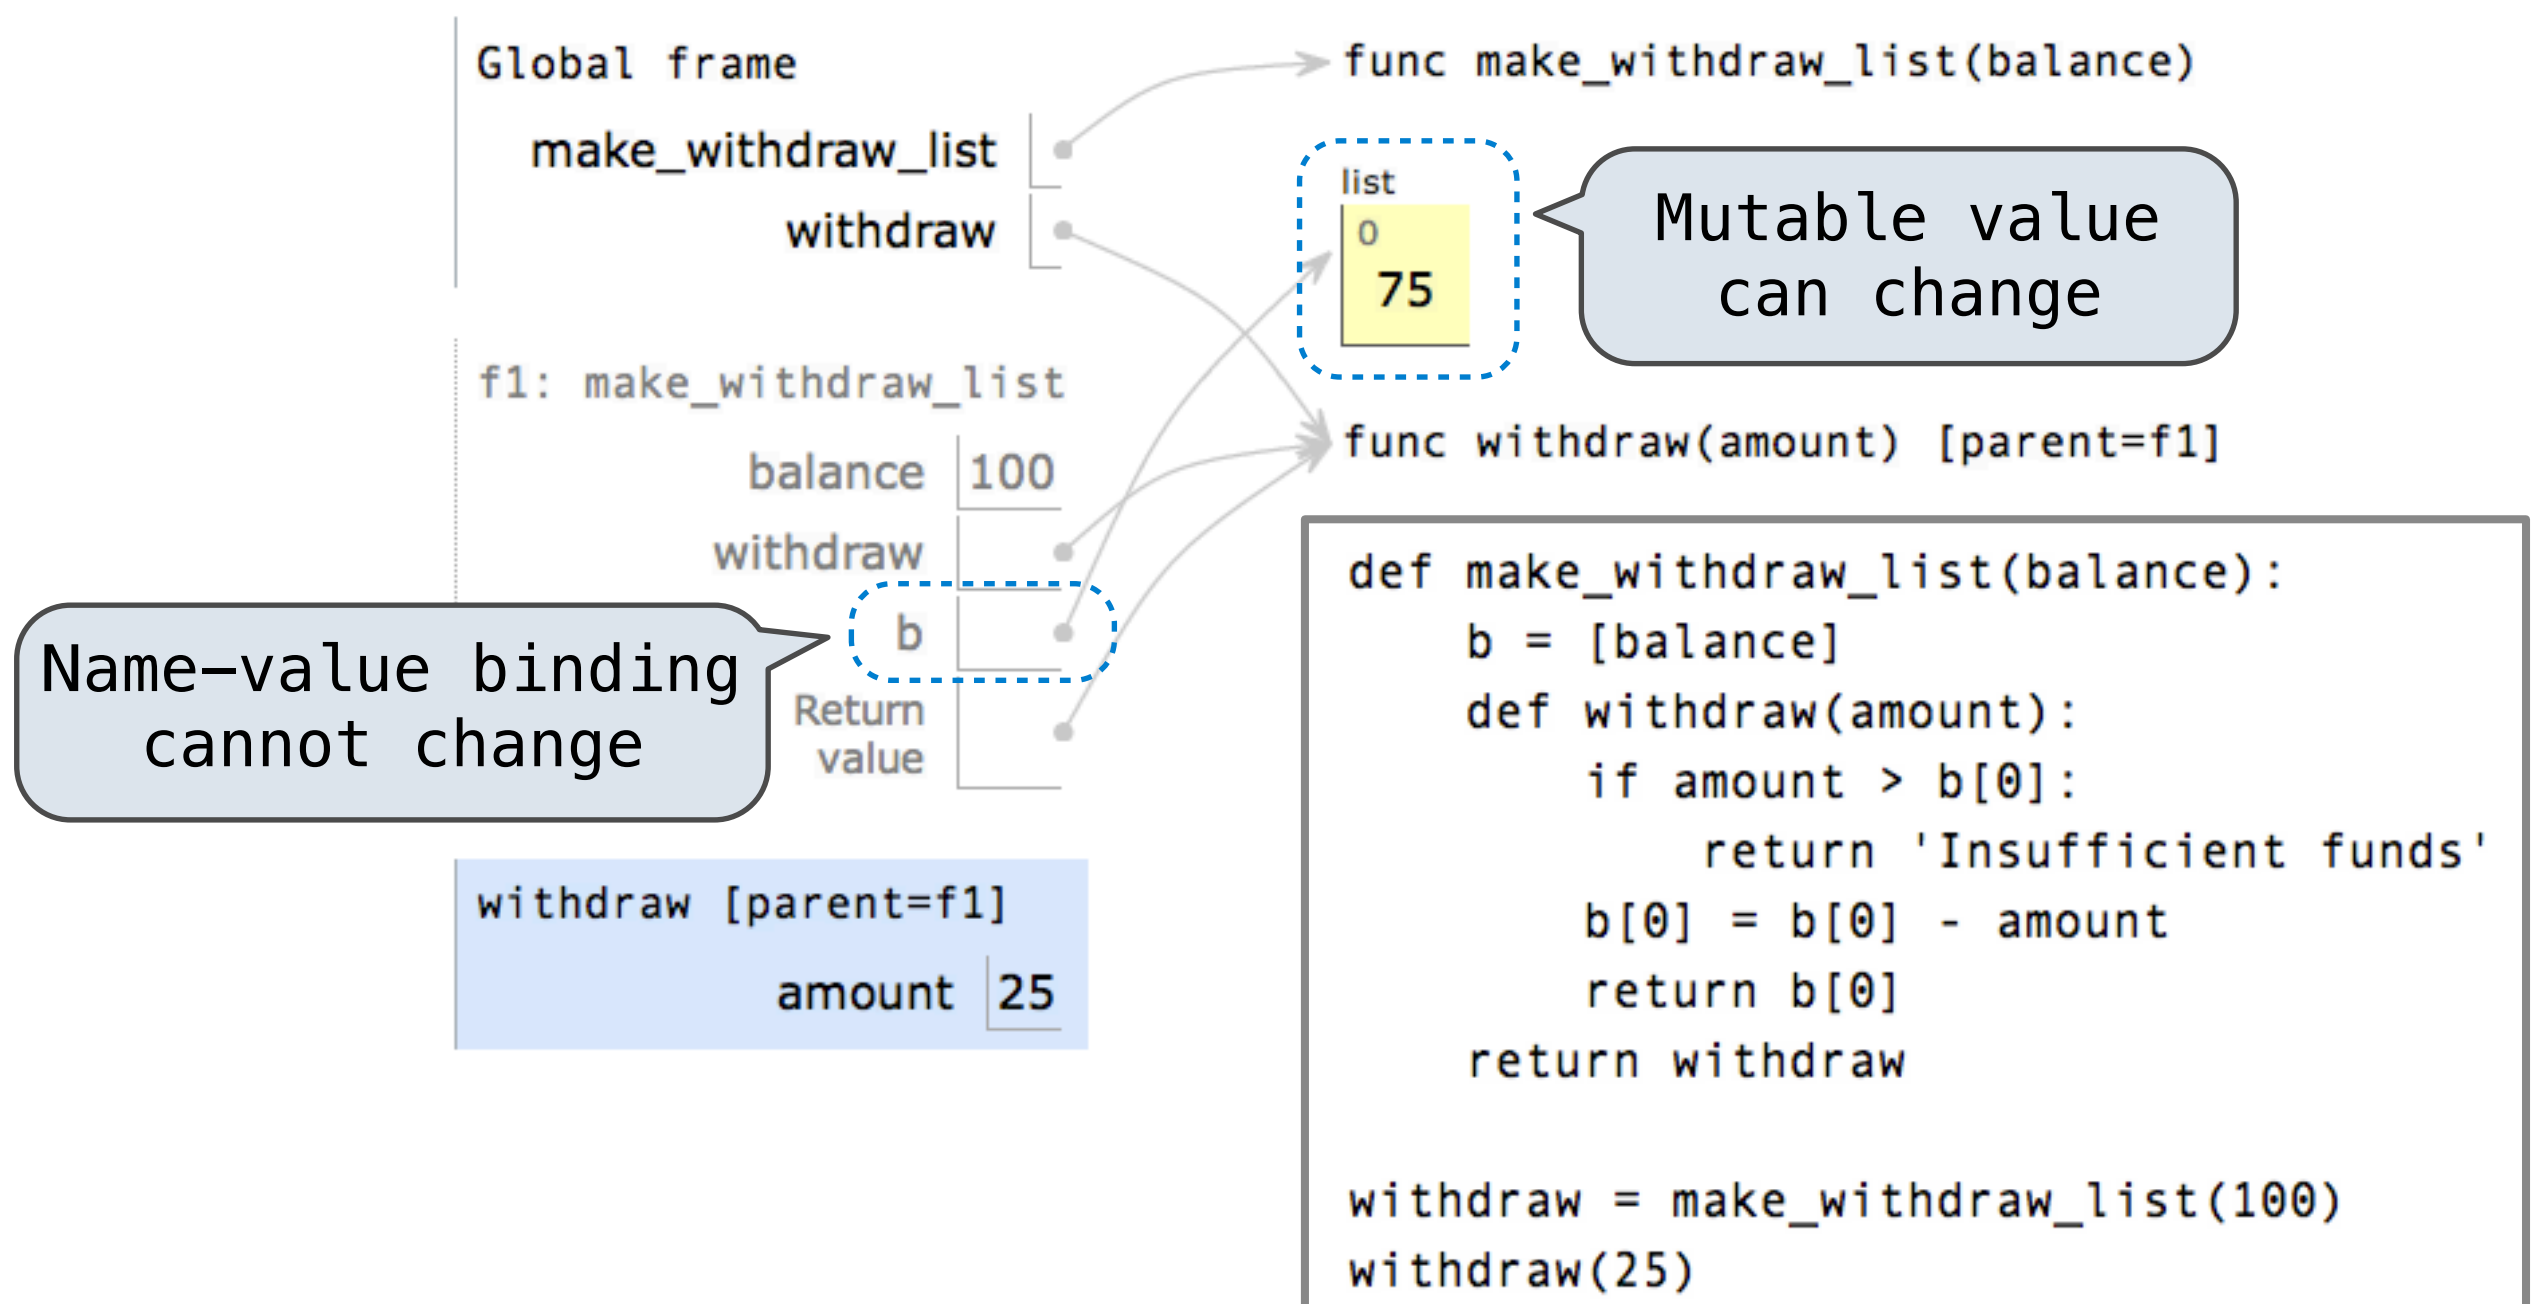 Global frame
make_withdraw_list
withdraw
func make_withdraw_list(balance)
list
0
75
Mutable value
can change
f1: make_withdraw_list
balance 100
withdraw
b
Return
value
func withdraw(amount) [parent=f1]
Name-value binding
cannot change
withdraw [parent=f1]
amount 25
def make_withdraw_list(balance):
    b = [balance]
    def withdraw(amount):
        if amount > b[0]:
            return 'Insufficient funds'
        b[0] = b[0] - amount
        return b[0]
    return withdraw
withdraw = make_withdraw_list(100)
withdraw(25)